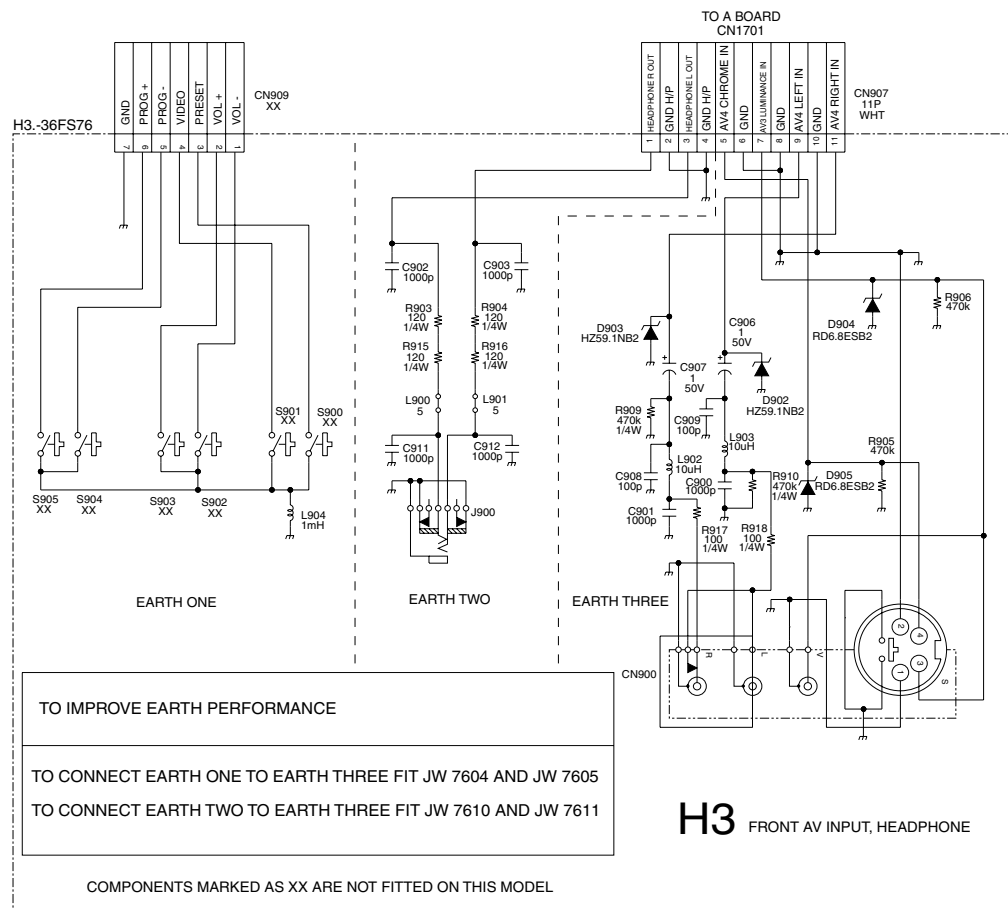 TO A BOARD
CN1701
GND
PROG +
PROG -
VIDEO
PRESET
VOL +
VOL -
7
6
5
4
3
2
1
CN909
XX
HEADPHONE R OUT
GND H/P
HEADPHONE L OUT
GND H/P
AV4 CHROME IN
GND
AV3 LUMINANCE IN
GND
AV4 LEFT IN
GND
AV4 RIGHT IN
1
2
3
4
5
6
7
8
9
10
11
CN907
11P
WHT
H3.-36FS76
C902
1000p
C903
1000p
R903
120
1/4W
R904
120
1/4W
R915
120
1/4W
R916
120
1/4W
L900
5
L901
5
C911
1000p
C912
1000p
J900
D903
HZS9.1NB2
C906
1
50V
C907
1
50V
D902
HZS9.1NB2
D904
RD6.8ESB2
R906
470k
R909
470k
1/4W
C909
100p
L903
10uH
L902
10uH
C908
100p
C900
1000p
R910
470k
1/4W
D905
RD6.8ESB2
R905
470k
C901
1000p
R917
100
1/4W
R918
100
1/4W
S901
XX
S900
XX
S905
XX
S904
XX
S903
XX
S902
XX
L904
1mH
EARTH ONE
EARTH TWO
EARTH THREE
CN900
R
L
V
S
2
4
1
3
TO IMPROVE EARTH PERFORMANCE
TO CONNECT EARTH ONE TO EARTH THREE FIT JW 7604 AND JW 7605
TO CONNECT EARTH TWO TO EARTH THREE FIT JW 7610 AND JW 7611
H3 FRONT AV INPUT, HEADPHONE
COMPONENTS MARKED AS XX ARE NOT FITTED ON THIS MODEL